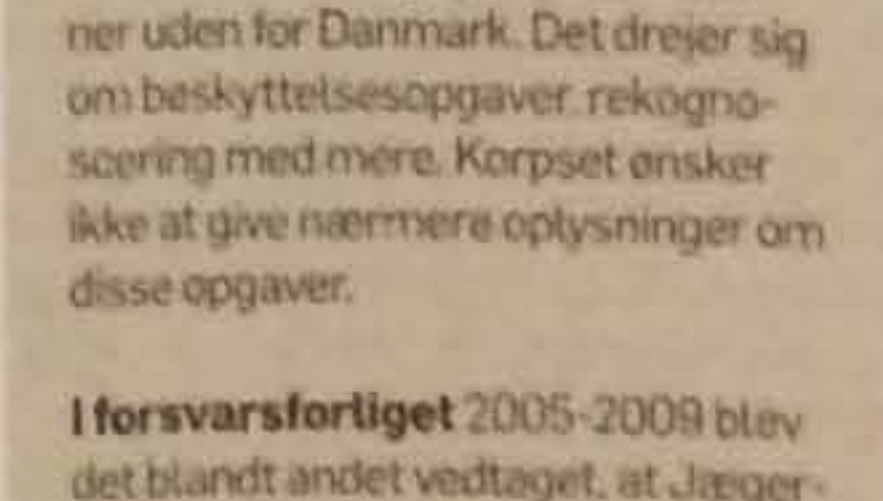 ner uden for Danmark. Det drejer sig
om beskyttelsesopgaver, rekogno-
scering med mere. Korpset ønsker
ikke at give nærmere oplysninger om
disse opgaver.
I forsvarsforliget 2005-2009 blev
det blandt andet vedtaget, at Jæger-